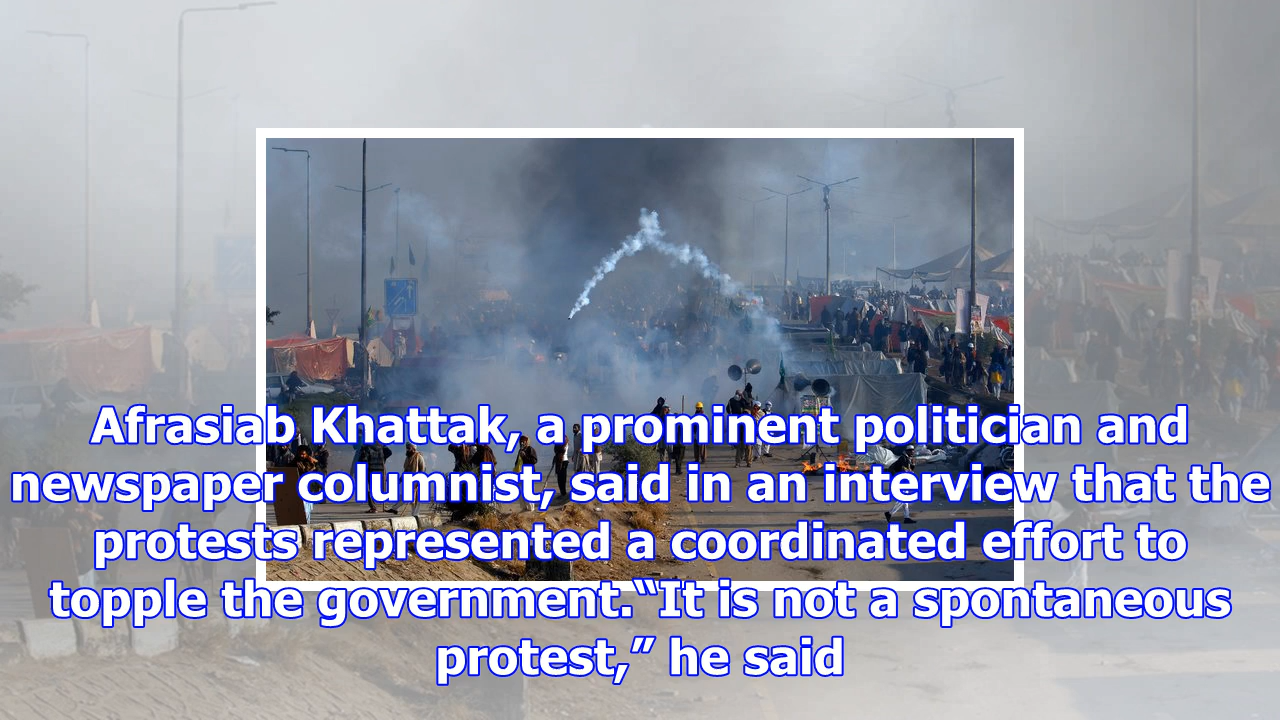 Afrasiab Khattak, a prominent politician and
newspaper columnist, said in an interview that the
protests represented a coordinated effort to
topple the government.“It is not a spontaneous
protest,” he said